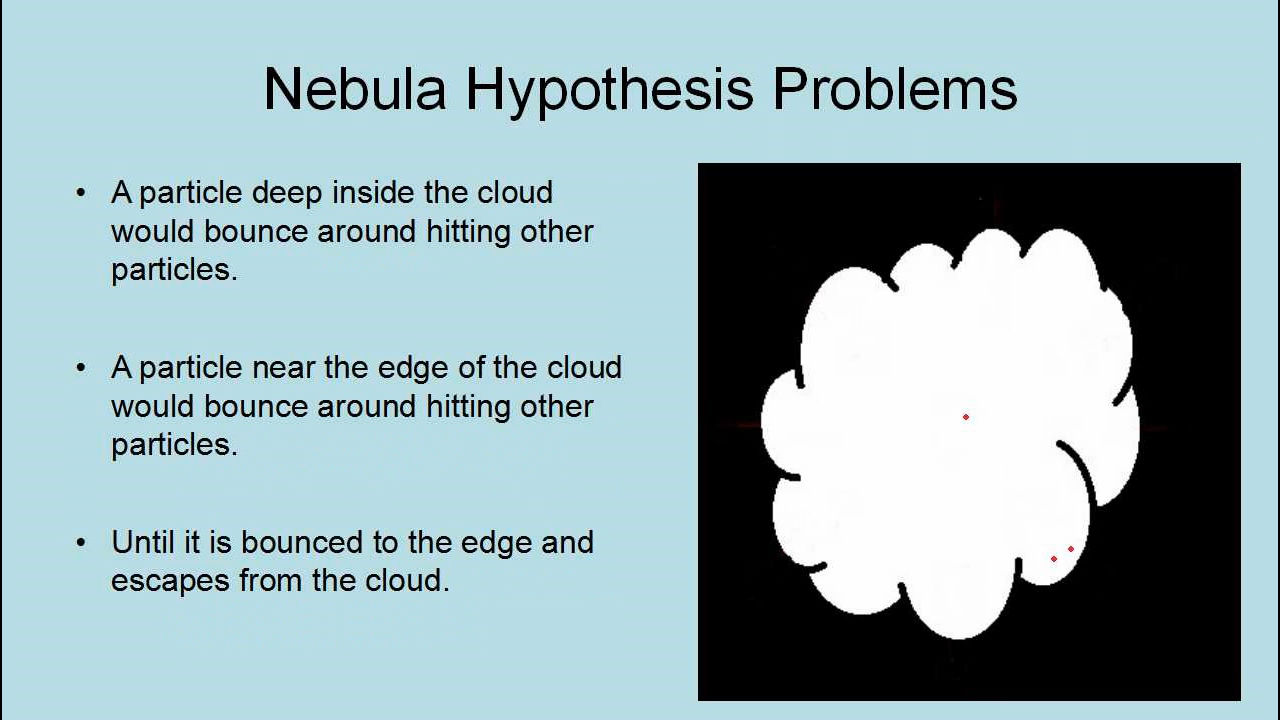 Nebula Hypothesis Problems
• A particle deep inside the cloud
would bounce around hitting other
particles.
• A particle near the edge of the cloud
would bounce around hitting other
particles.
• Until it is bounced to the edge and
escapes from the cloud.